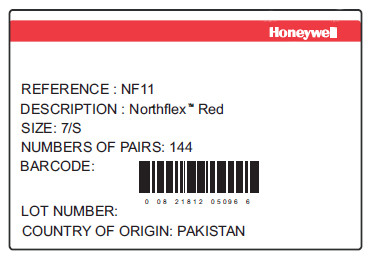 Honeywell
REFERENCE : NF11
DESCRIPTION : Northflex™ Red
SIZE: 7/S
NUMBERS OF PAIRS: 144
BARCODE:
0 08 21812 05096 6
LOT NUMBER:
COUNTRY OF ORIGIN: PAKISTAN